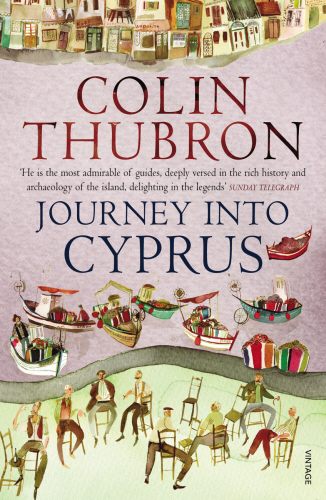 COLIN
THUBRON
'He is the most admirable of guides, deeply versed in the rich history and
archaeology of the island, delighting in the legends' SUNDAY TELEGRAPH
JOURNEY INTO
CYPRUS
VINTAGE